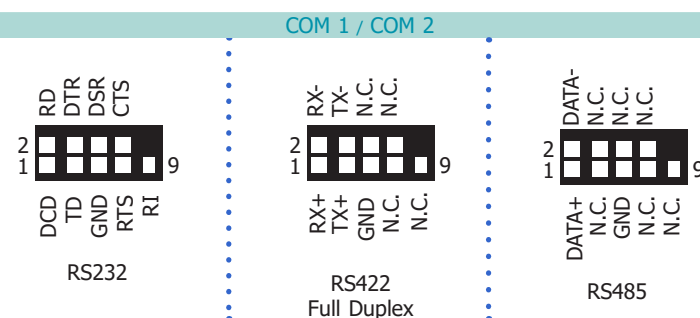 COM 1 / COM 2
RD
DTR
DSR
CTS
2
1
9
DCD
TD
GND
RTS
RI
RS232
RX-
TX-
N.C.
N.C.
2
1
9
RX+
TX+
GND
N.C.
N.C.
RS422
Full Duplex
DATA-
N.C.
N.C.
N.C.
2
1
9
DATA+
N.C.
GND
N.C.
N.C.
RS485